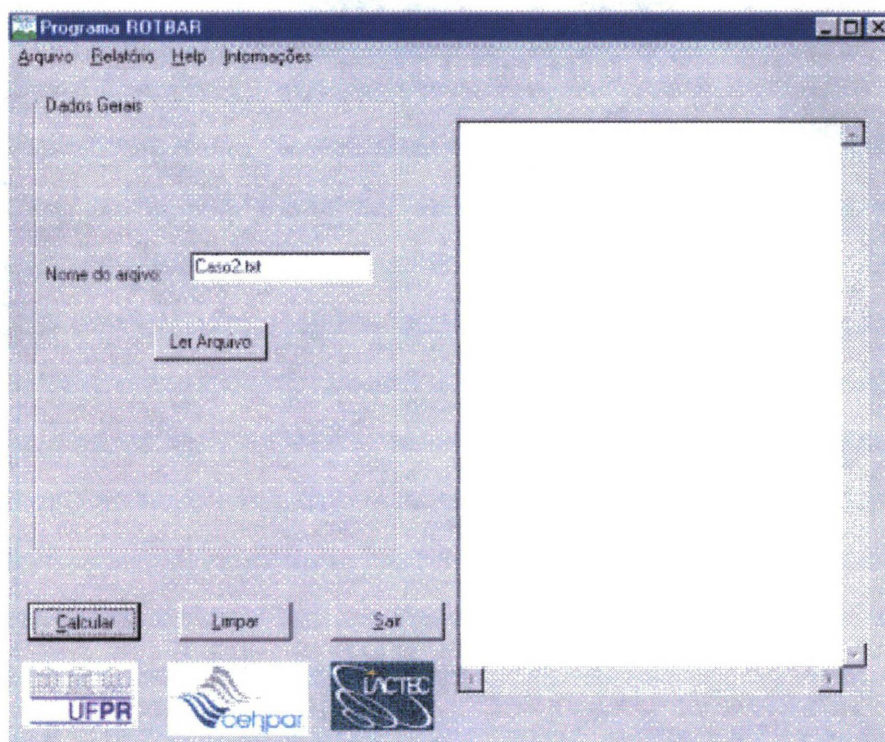 Programa ROTBAR
Arquivo Relatório Help Informações
Dados Gerais
Nome do arqivo:
Caso2.txt
Ler Arquivo
Calcular Limpar Sair
UFPR
cehpar
LACTEC